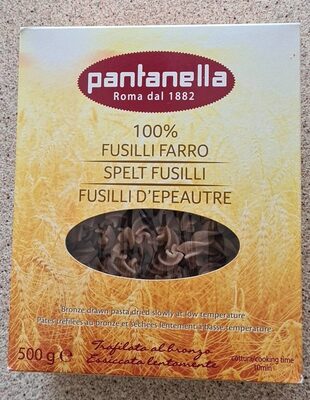 pantanella
Roma dal 1882
100%
FUSILLI FARRO
SPELT FUSILLI
FUSILLI D'EPEAUTRE
Bronze drawn pasta dried slowly at low temperature
Pâtes tréfilées au bronze et séchées lentement à basse température
Trafilata al bronzo
Essiccata lentamente
500 g ℮
cottura/cooking time
10min